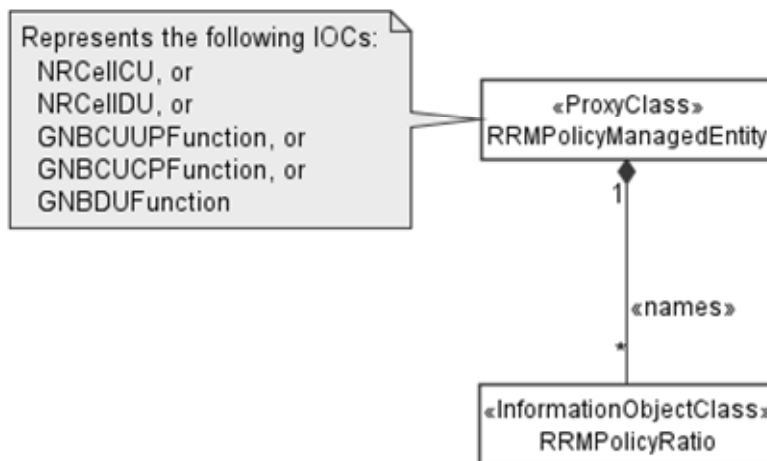 Represents the following IOCs:
NRCellCU, or
NRCellDU, or
GNBCUUPFunction, or
GNBCUCPFunction, or
GNBDUFunction
«ProxyClass»
RRMPolicyManagedEntity
1
«names»
*
«InformationObjectClass»
RRMPolicyRatio